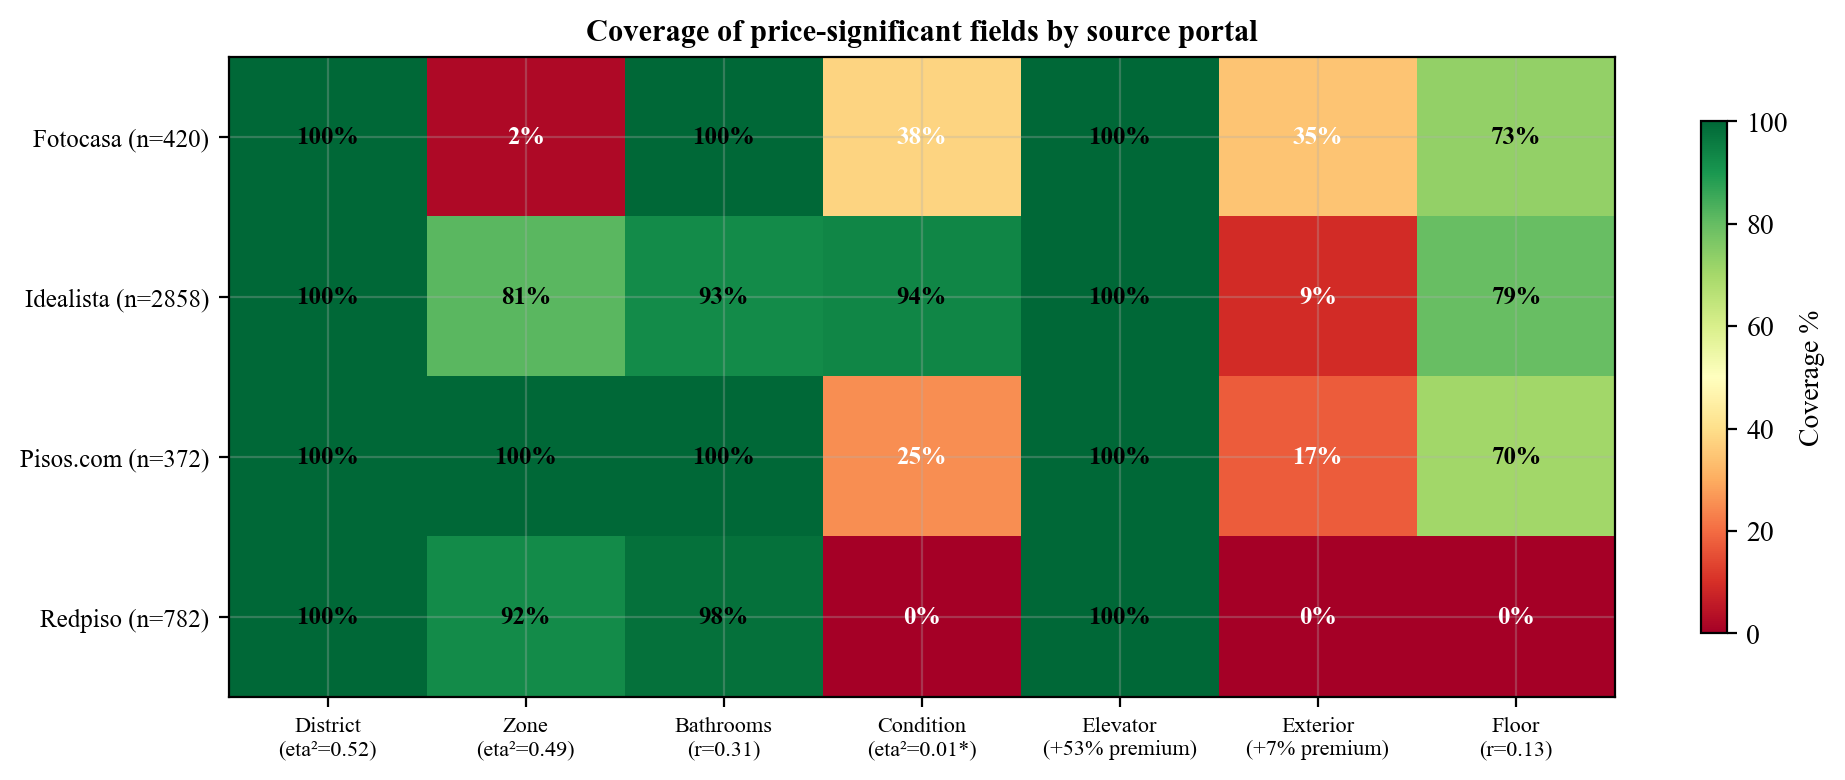 Coverage of price-significant fields by source portal
Fotocasa (n=420) 100% 2% 100% 38% 100% 35% 73%
Idealista (n=2858) 100% 81% 93% 94% 100% 9% 79%
Pisos.com (n=372) 100% 100% 100% 25% 100% 17% 70%
Redpiso (n=782) 100% 92% 98% 0% 100% 0% 0%
District Zone Bathrooms Condition Elevator Exterior Floor
(eta²=0.52) (eta²=0.49) (r=0.31) (eta²=0.01*) (+53% premium) (+7% premium) (r=0.13)
100
80
60
40
20
0
Coverage %